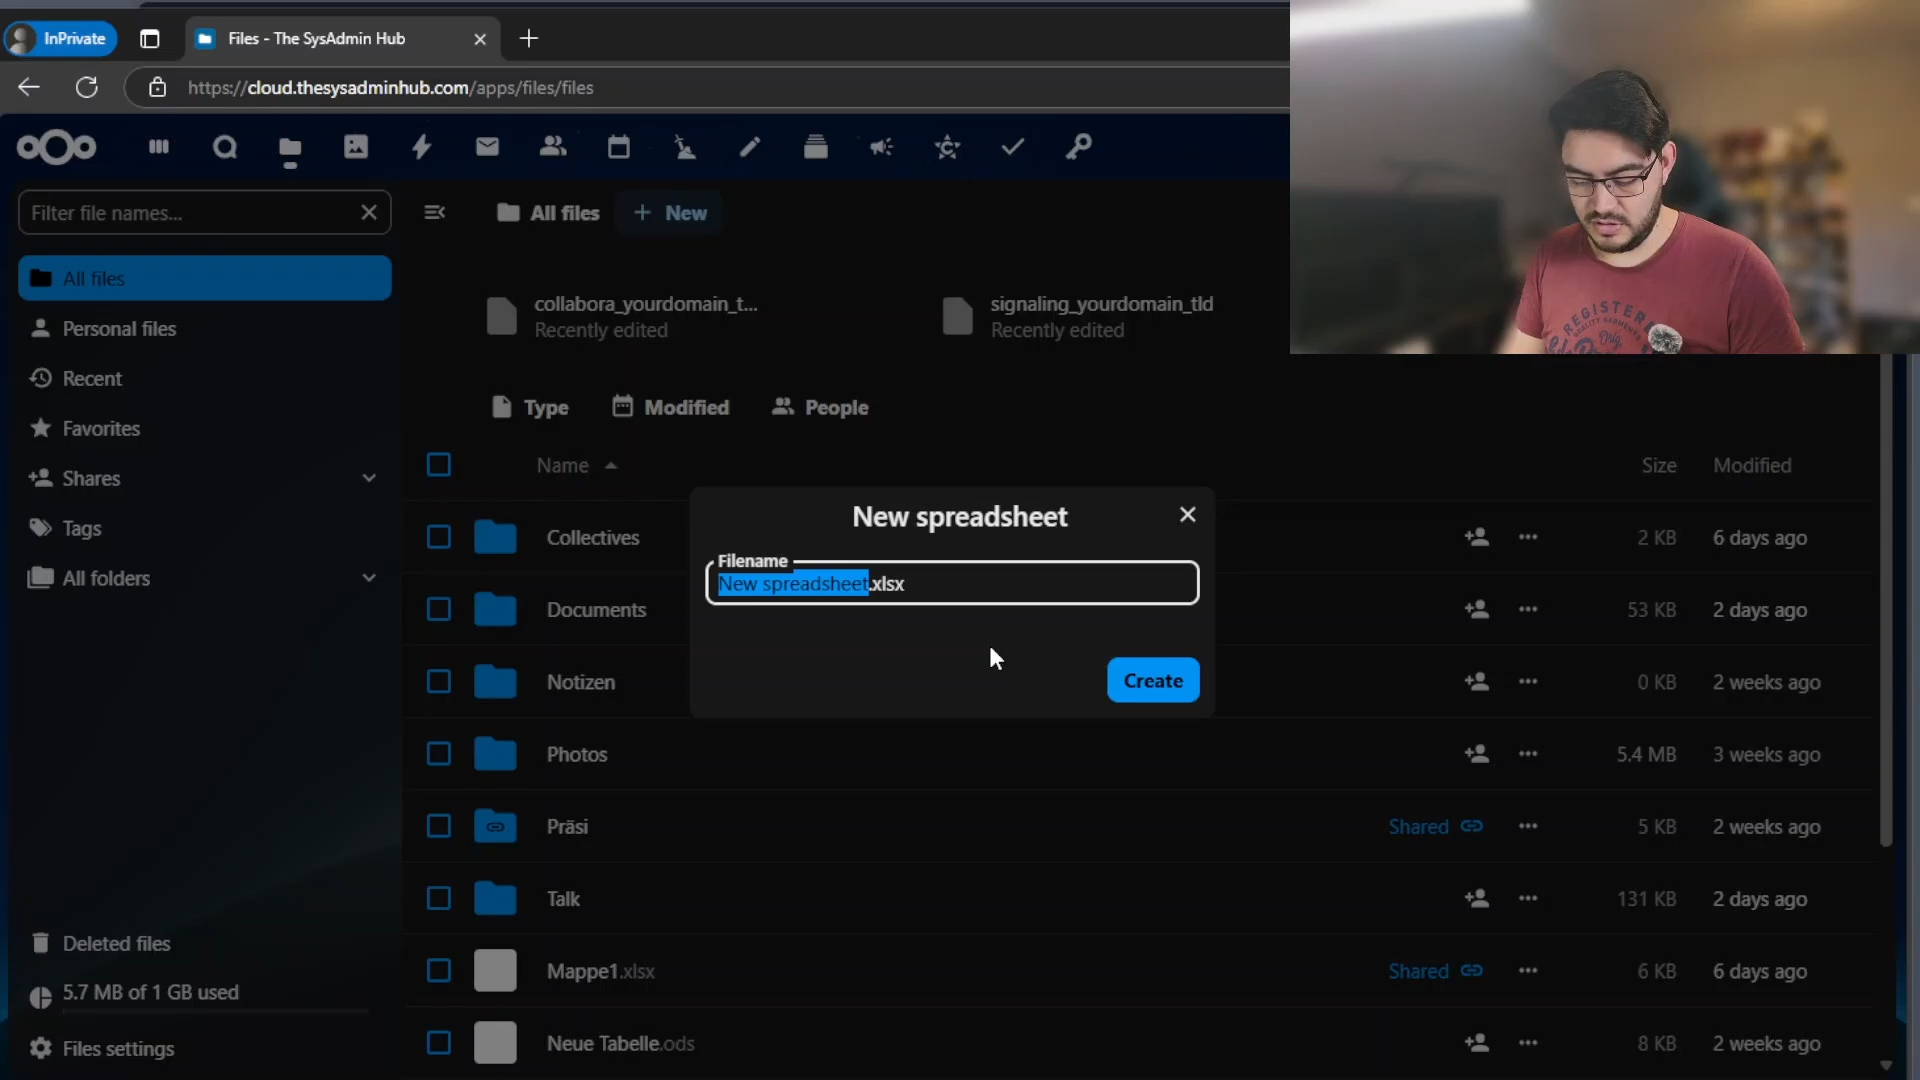 InPrivate
Files - The SysAdmin Hub
https://cloud.thesysadminhub.com/apps/files/files
Filter file names...
All files
New
All files
Personal files
Recent
Favorites
Shares
Tags
All folders
collabora_yourdomain_t...
Recently edited
signaling_yourdomain_tld
Recently edited
Type
Modified
People
Name
Size
Modified
New spreadsheet
Filename
New spreadsheet.xlsx
Create
Collectives
2 KB
6 days ago
Documents
53 KB
2 days ago
Notizen
0 KB
2 weeks ago
Photos
5.4 MB
3 weeks ago
Präsi
Shared
5 KB
2 weeks ago
Talk
131 KB
2 days ago
Mappe1.xlsx
Shared
6 KB
6 days ago
Neue Tabelle.ods
8 KB
2 weeks ago
Deleted files
5.7 MB of 1 GB used
Files settings
REGISTER
Orig.